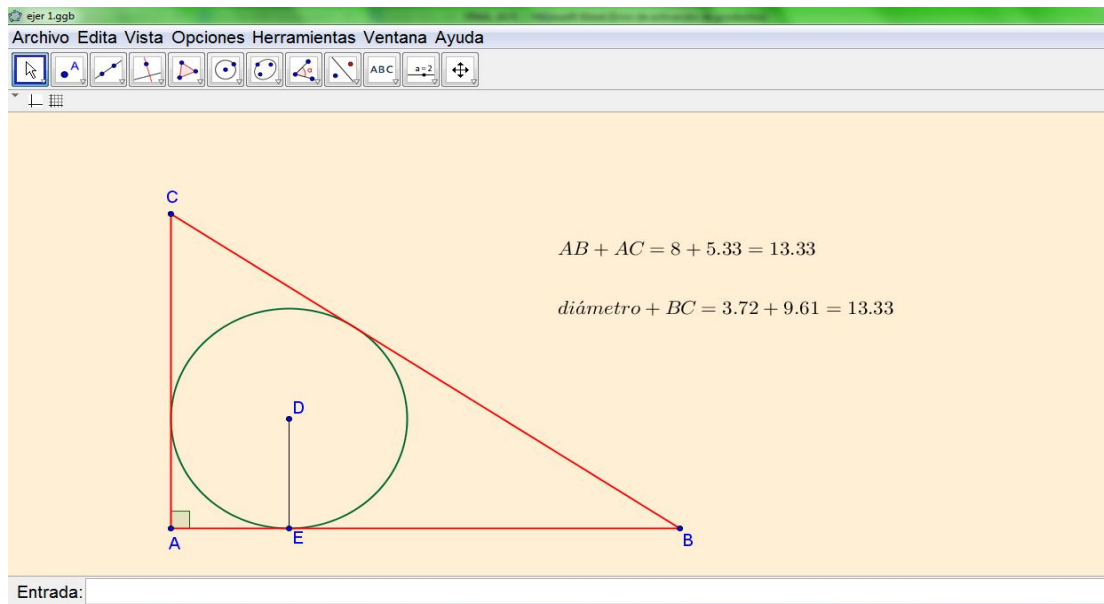 ejer 1.ggb
Archivo Edita Vista Opciones Herramientas Ventana Ayuda
A ABC a=2
C
AB + AC = 8 + 5.33 = 13.33
diámetro + BC = 3.72 + 9.61 = 13.33
D
A E B
Entrada: